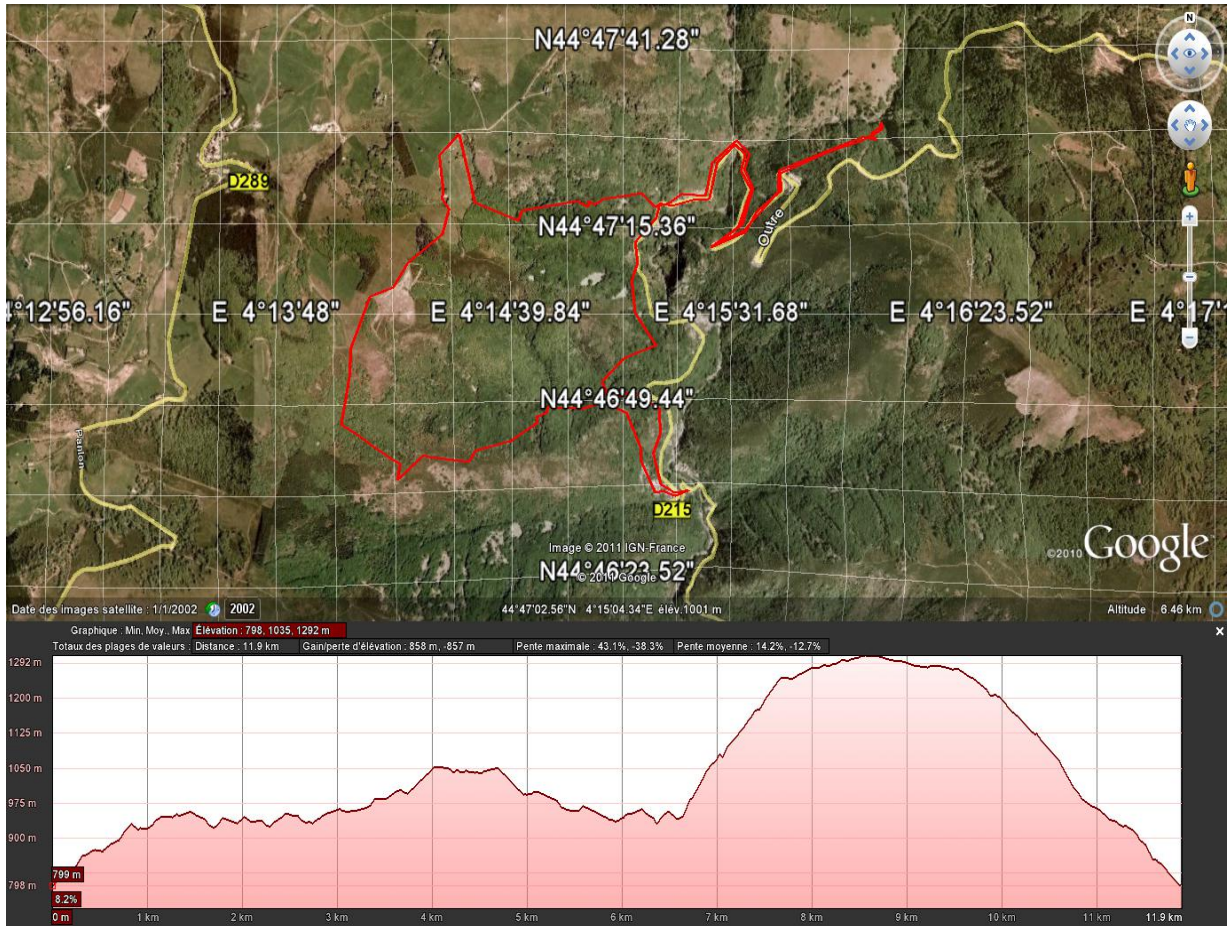 N
N44°47'41.28"
D289
N44°47'15.36"
Outre
4°12'56.16"
E 4°13'48"
E 4°14'39.84"
E 4°15'31.68"
E 4°16'23.52"
E 4°17'
N44°46'49.44"
D215
Image © 2011 IGN-France
©2010 Google
N44°46'23.52"
© 2011 Google
Date des images satellite : 1/1/2002 2002 44°47'02.56"N 4°15'04.34"E élév.1001 m Altitude 6.46 km
Graphique : Min, Moy., Max Élévation : 798, 1035, 1292 m
Totaux des plages de valeurs : Distance : 11.9 km Gain/perte d'élévation : 858 m, -857 m Pente maximale : 43.1%, -38.3% Pente moyenne : 14.2%, -12.7%
1292 m
1200 m
1125 m
1050 m
975 m
900 m
799 m
798 m
8.2%
0 m 1 km 2 km 3 km 4 km 5 km 6 km 7 km 8 km 9 km 10 km 11 km 11.9 km